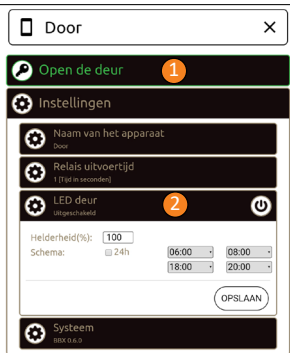 Door
Open de deur 1
Instellingen
Naam van het apparaat
Door
Relais uitvoertijd
1 [Tijd in seconden]
LED deur 2
Uitgeschakeld
Helderheid(%): 100
Schema: 24h 06:00 08:00
18:00 20:00
OPSLAAN
Systeem
BBX 0.6.0